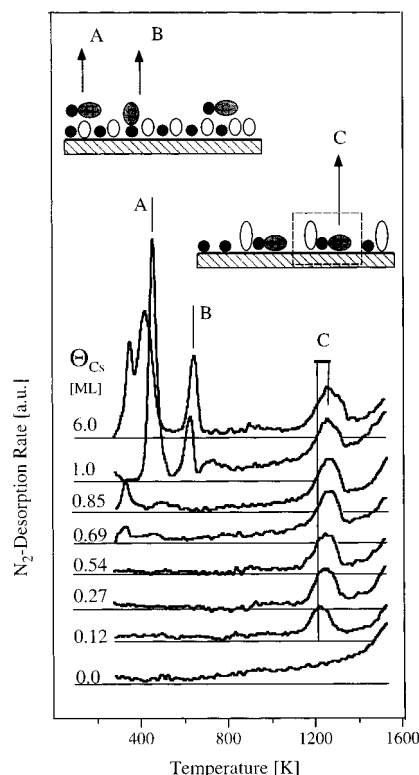 A
B
C
A
B
C
Θ_Cs
[ML]
6.0
1.0
0.85
0.69
0.54
0.27
0.12
0.0
N₂-Desorption Rate [a.u.]
400 800 1200 1600
Temperature [K]